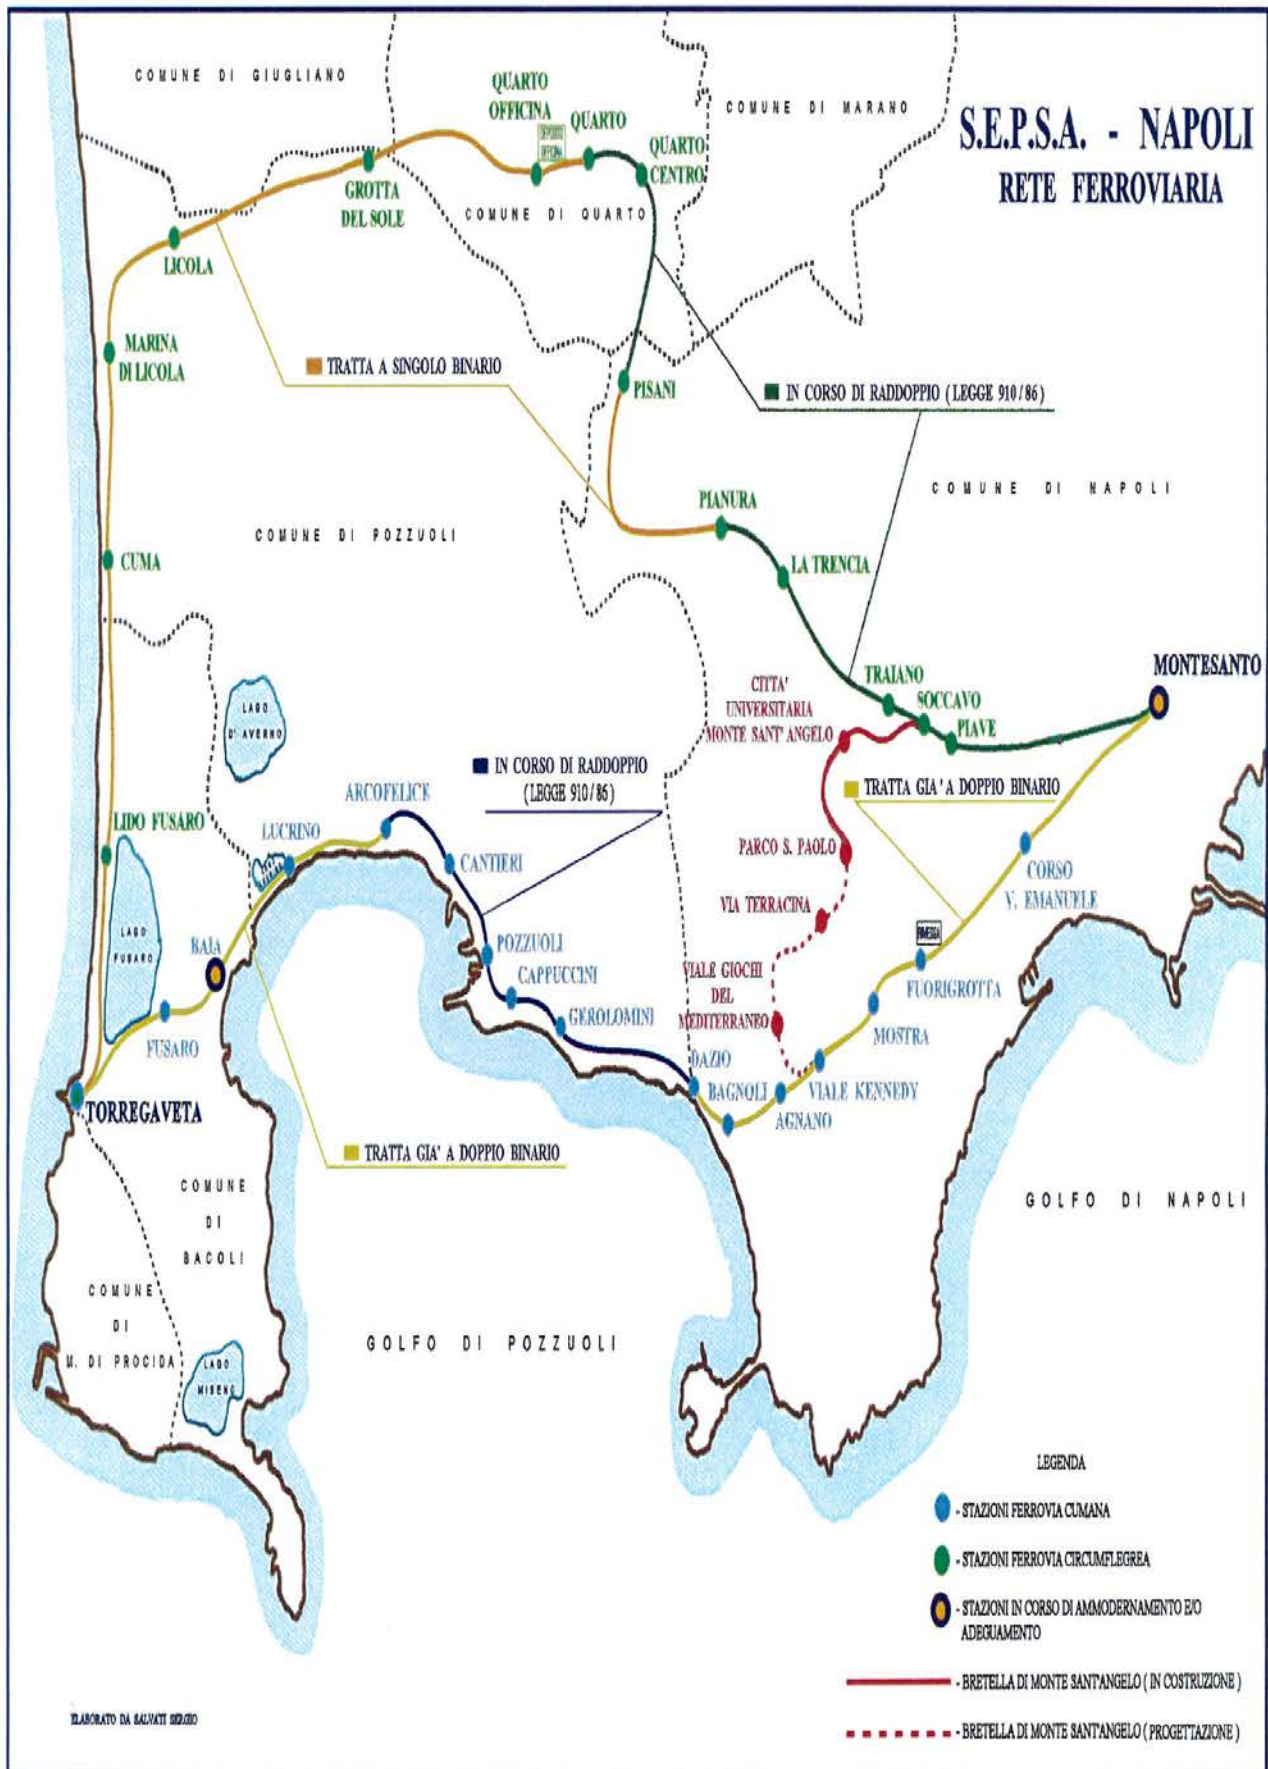 S.E.P.S.A. - NAPOLI
RETE FERROVIARIA
COMUNE DI GIUGLIANO
QUARTO
OFFICINA
DEPOSITO
OFFICINA
QUARTO
QUARTO
CENTRO
COMUNE DI MARANO
GROTTA
DEL SOLE
COMUNE DI QUARTO
LICOLA
MARINA
DI LICOLA
TRATTA A SINGOLO BINARIO
PISANI
IN CORSO DI RADDOPPIO ( LEGGE 910/86 )
COMUNE DI NAPOLI
PIANURA
COMUNE DI POZZUOLI
CUMA
LA TRENCIA
MONTESANTO
TRAIANO
SOCCAVO
PIAVE
CITTA'
UNIVERSITARIA
MONTE SANT' ANGELO
LAGO
D' AVERNO
IN CORSO DI RADDOPPIO
(LEGGE 910/86)
TRATTA GIA' A DOPPIO BINARIO
ARCOFELICE
LUCRINO
LIDO FUSARO
CANTIERI
PARCO S. PAOLO
CORSO
V. EMANUELE
VIA TERRACINA
LAGO
FUSARO
BAIA
POZZUOLI
CAPPUCCINI
RIMESSA
VIALE GIOCHI
DEL
MEDITERRANEO
FUORIGROTTA
GEROLOMINI
MOSTRA
FUSARO
DAZIO
BAGNOLI
AGNANO
VIALE KENNEDY
TORREGAVETA
TRATTA GIA' A DOPPIO BINARIO
COMUNE
DI
BACOLI
GOLFO DI NAPOLI
COMUNE
DI
M. DI PROCIDA
GOLFO DI POZZUOLI
LAGO
MISENO
LEGENDA
- STAZIONI FERROVIA CUMANA
- STAZIONI FERROVIA CIRCUMFLEGREA
- STAZIONI IN CORSO DI AMMODERNAMENTO E/O
ADEGUAMENTO
- BRETELLA DI MONTE SANT'ANGELO ( IN COSTRUZIONE )
- BRETELLA DI MONTE SANT'ANGELO ( PROGETTAZIONE )
ELABORATO DA SALVATI SERGIO